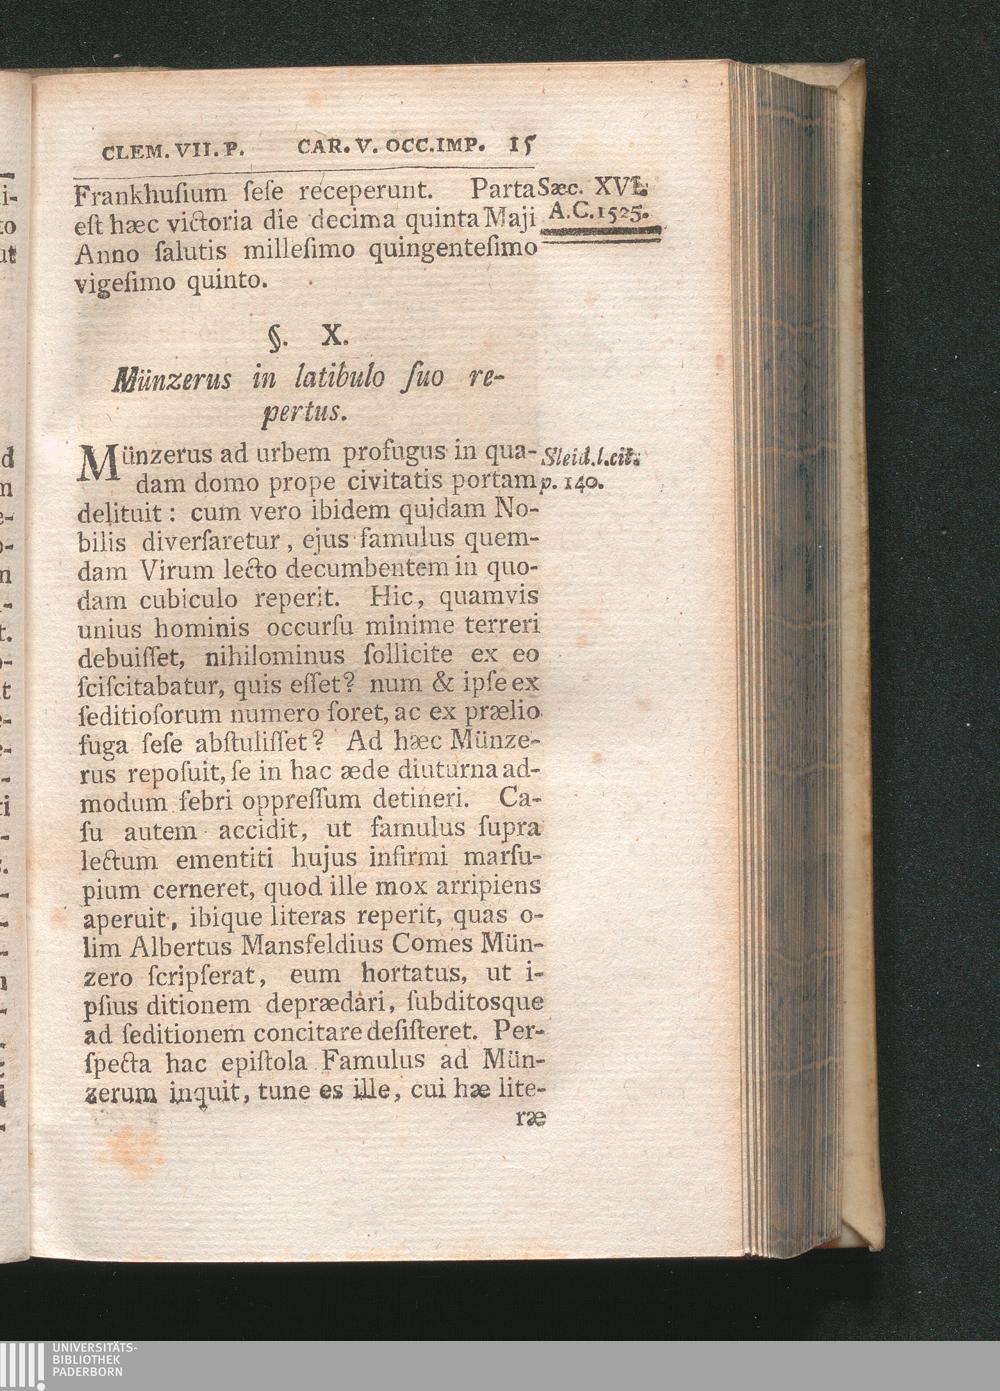 CLEM. VII. P. CAR. V. OCC. IMP. 15
Frankhuſium ſeſe receperunt. Parta
Sæc. XVI.
eſt hæc victoria die decima quinta Maji
A.C. 1525.
Anno ſalutis milleſimo quingenteſimo
vigeſimo quinto.
§. X.
Münzerus in latibulo ſuo re-
pertus.
Münzerus ad urbem profugus in qua-
Sleid. l. cit.
dam domo prope civitatis portam
p. 140.
delituit : cum vero ibidem quidam No-
bilis diverſaretur, ejus famulus quem-
dam Virum lecto decumbentem in quo-
dam cubiculo reperit. Hic, quamvis
unius hominis occurſu minime terreri
debuiſſet, nihilominus ſollicite ex eo
ſciſcitabatur, quis eſſet? num & ipſe ex
ſeditioſorum numero foret, ac ex prælio
fuga ſeſe abſtuliſſet? Ad hæc Münze-
rus repoſuit, ſe in hac æde diuturna ad-
modum febri oppreſſum detineri. Ca-
ſu autem accidit, ut famulus ſupra
lectum ementiti hujus infirmi marſu-
pium cerneret, quod ille mox arripiens
aperuit, ibique literas reperit, quas o-
lim Albertus Mansfeldius Comes Mün-
zero ſcripſerat, eum hortatus, ut i-
pſius ditionem deprædari, ſubditosque
ad ſeditionem concitare deſiſteret. Per-
ſpecta hac epiſtola Famulus ad Mün-
zerum inquit, tune es ille, cui hæ lite-
ræ
UNIVERSITÄTS-
BIBLIOTHEK
PADERBORN